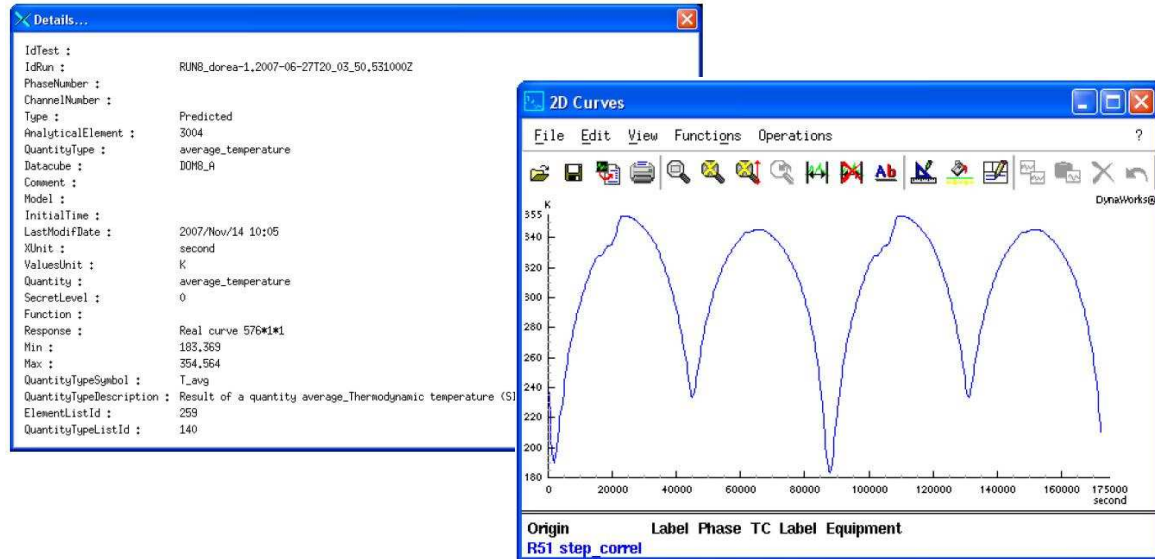 Details...
IdTest :
IdRun : RUN8_dorea-1.2007-06-27T20_03_50.531000Z
PhaseNumber :
ChannelNumber :
Type : Predicted
AnalyticalElement : 3004
QuantityType : average_temperature
Datacube : DOM8_A
Comment :
Model :
InitialTime :
LastModifDate : 2007/Nov/14 10:05
XUnit : second
ValuesUnit : K
Quantity : average_temperature
SecretLevel : 0
Function :
Response : Real curve 576*1*1
Min : 183.369
Max : 354.564
QuantityTypeSymbol : T_avg
QuantityTypeDescription : Result of a quantity average_Thermodynamic temperature (SI
ElementListId : 259
QuantityTypeListId : 140
2D Curves
File Edit View Functions Operations ?
Ab
DynaWorks®
K
355
340
320
300
280
260
240
220
200
180
0 20000 40000 60000 80000 100000 120000 140000 160000 175000
second
Origin Label Phase TC Label Equipment
R51 step_correl